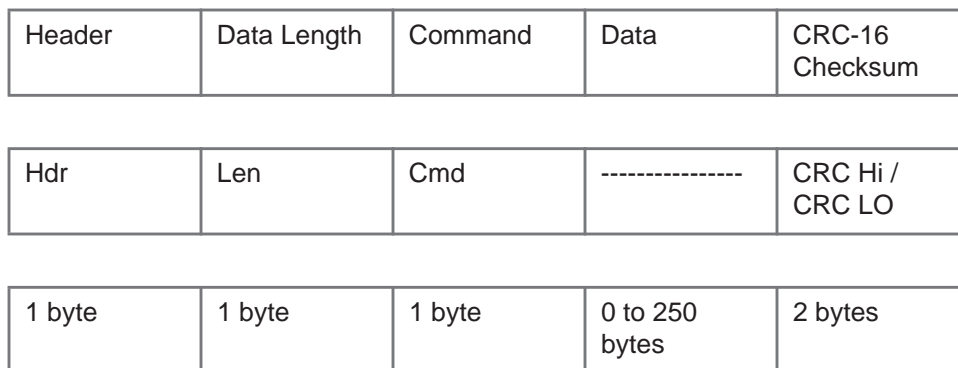 Header Data Length Command Data CRC-16
Checksum
Hdr Len Cmd ---------------- CRC Hi /
CRC LO
1 byte 1 byte 1 byte 0 to 250 2 bytes
bytes